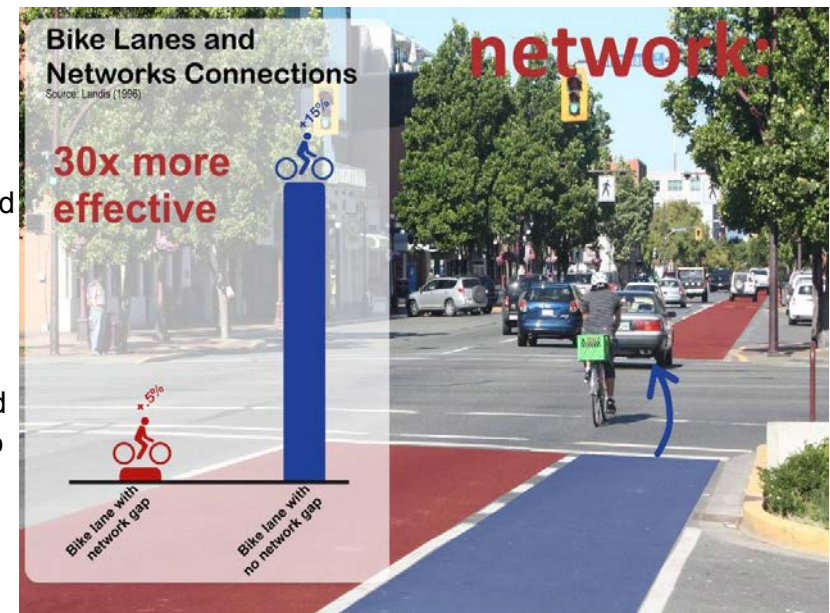 Bike Lanes and
Networks Connections
Source: Landis (1996)
network:
30x more
effective
+15%
+.5%
Bike lane with
network gap
Bike lane with
no network gap